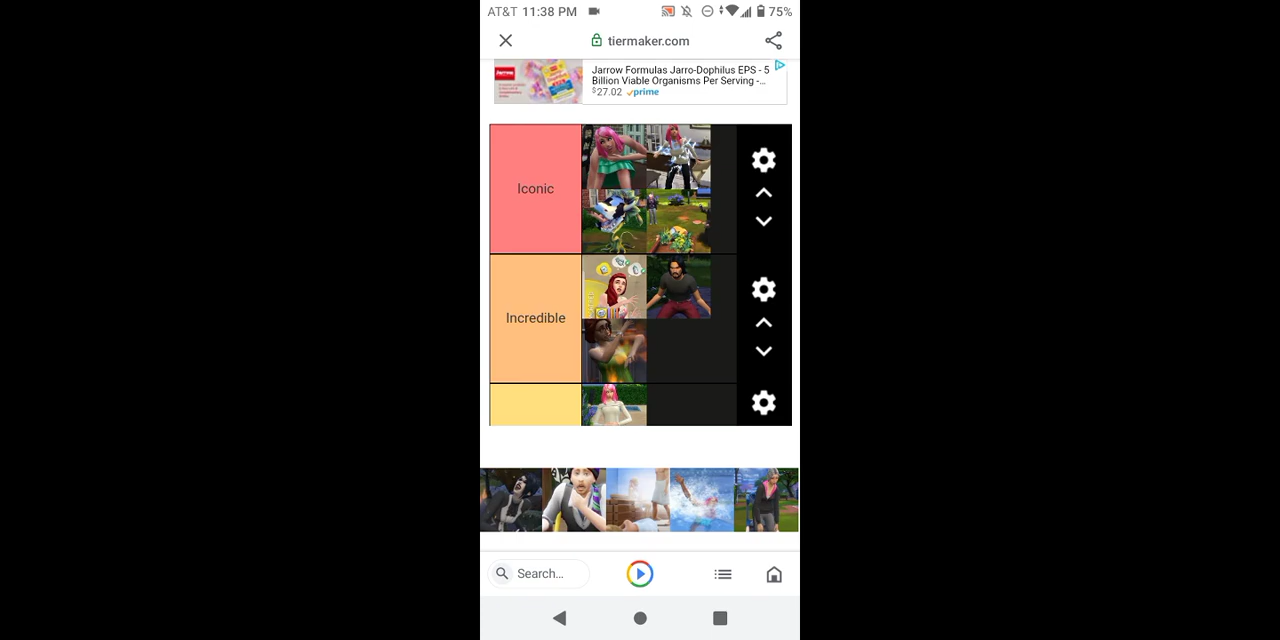 AT&T 11:38 PM
75%
tiermaker.com
Jarrow Formulas Jarro-Dophilus EPS - 5
Billion Viable Organisms Per Serving -...
$27.02 prime
Iconic
Incredible
Search...